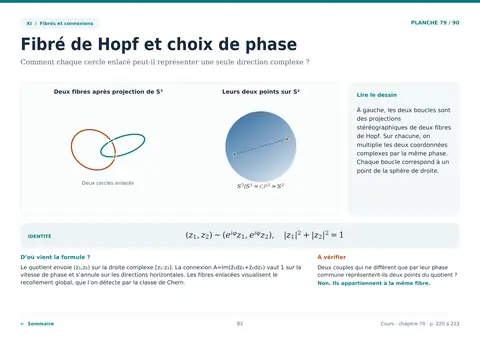 XI / Fibrés et connexions
PLANCHE 79 / 90
Fibré de Hopf et choix de phase
Comment chaque cercle enlacé peut-il représenter une seule direction complexe ?
Deux fibres après projection de S³
Leurs deux points sur S²
Deux cercles enlacés
S³/S¹ ≃ ℂP¹ ≃ S²
Lire le dessin
À gauche, les deux boucles sont
des projections
stéréographiques de deux fibres
de Hopf. Sur chacune, on
multiplie les deux coordonnées
complexes par la même phase.
Chaque boucle correspond à un
point de la sphère de droite.
IDENTITÉ
(z₁, z₂) ~ (e^{iφ}z₁, e^{iφ}z₂), |z₁|² + |z₂|² = 1
D'où vient la formule ?
Le quotient envoie (z₁,z₂) sur la droite complexe [z₁:z₂]. La connexion A=Im(z̄₁dz₁+z̄₂dz₂) vaut 1 sur la
vitesse de phase et s'annule sur les directions horizontales. Les fibres enlacées visualisent le
recollement global, que l'on détecte par la classe de Chern.
À vérifier
Deux couples qui ne diffèrent que par leur phase
commune représentent-ils deux points du quotient ?
Non. Ils appartiennent à la même fibre.
← Sommaire
83
Cours · chapitre 70 · p. 220 à 223